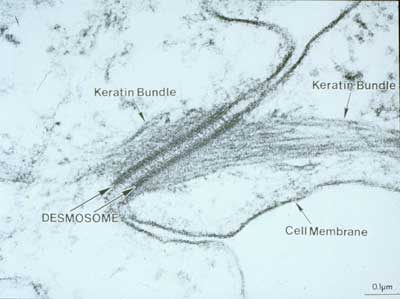 Keratin Bundle
Keratin Bundle
DESMOSOME
Cell Membrane
0.1µm